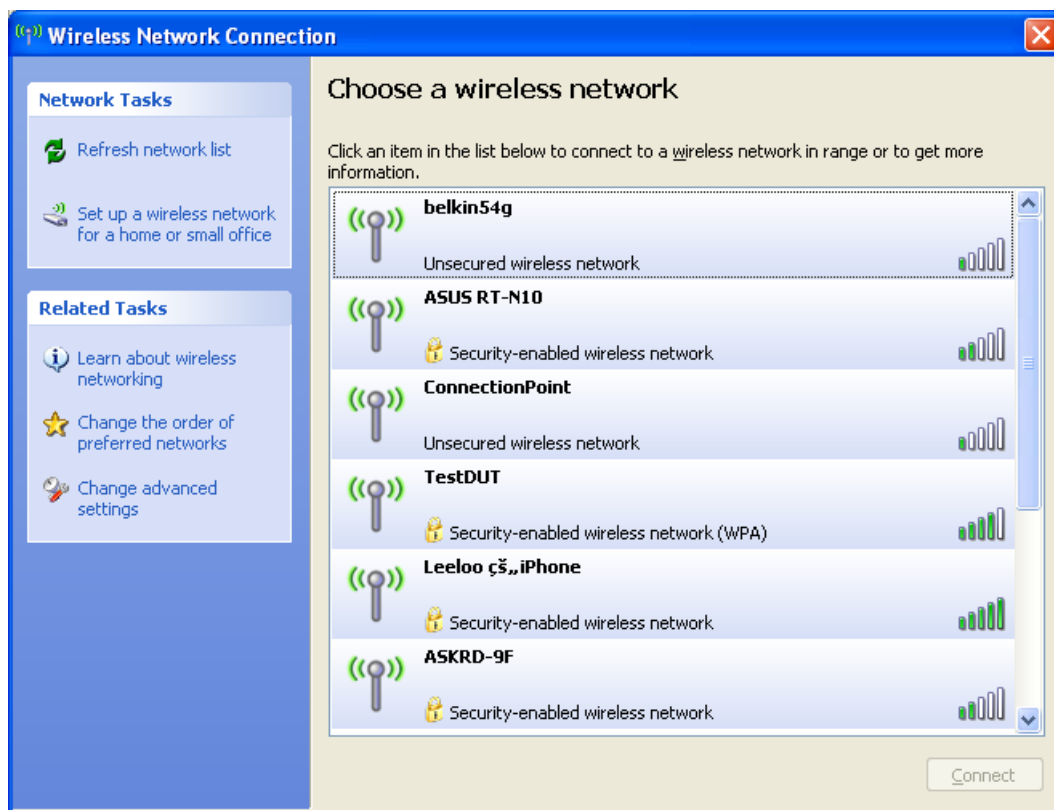 Wireless Network Connection
Network Tasks
Refresh network list
Set up a wireless network
for a home or small office
Related Tasks
Learn about wireless
networking
Change the order of
preferred networks
Change advanced
settings
Choose a wireless network
Click an item in the list below to connect to a wireless network in range or to get more
information.
belkin54g
Unsecured wireless network
ASUS RT-N10
Security-enabled wireless network
ConnectionPoint
Unsecured wireless network
TestDUT
Security-enabled wireless network (WPA)
Leeloo çš„iPhone
Security-enabled wireless network
ASKRD-9F
Security-enabled wireless network
Connect